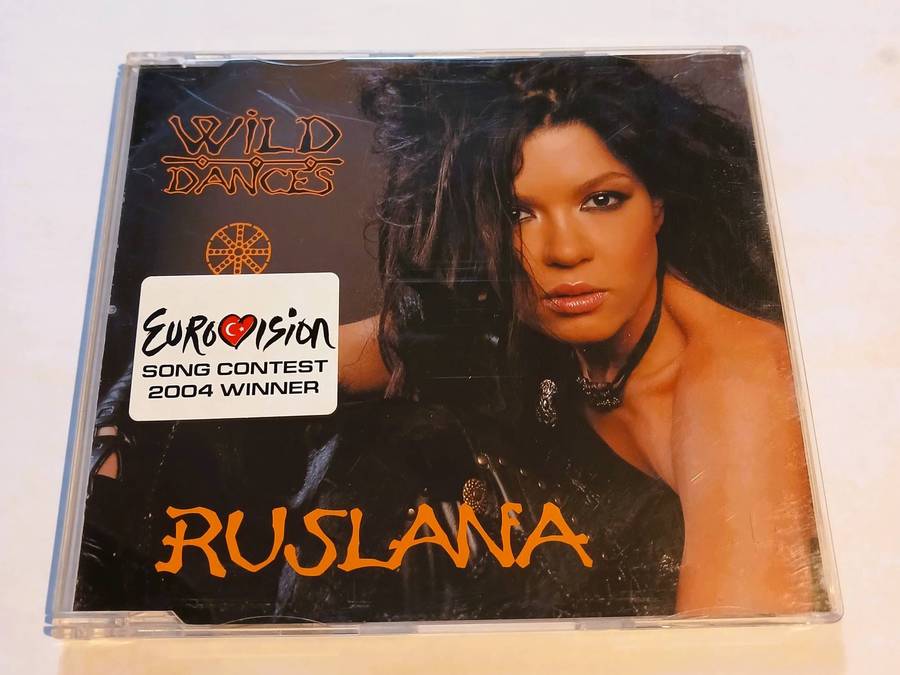 WiLD
DANCES
EUROVISION
SONG CONTEST
2004 WINNER
RUSLANA